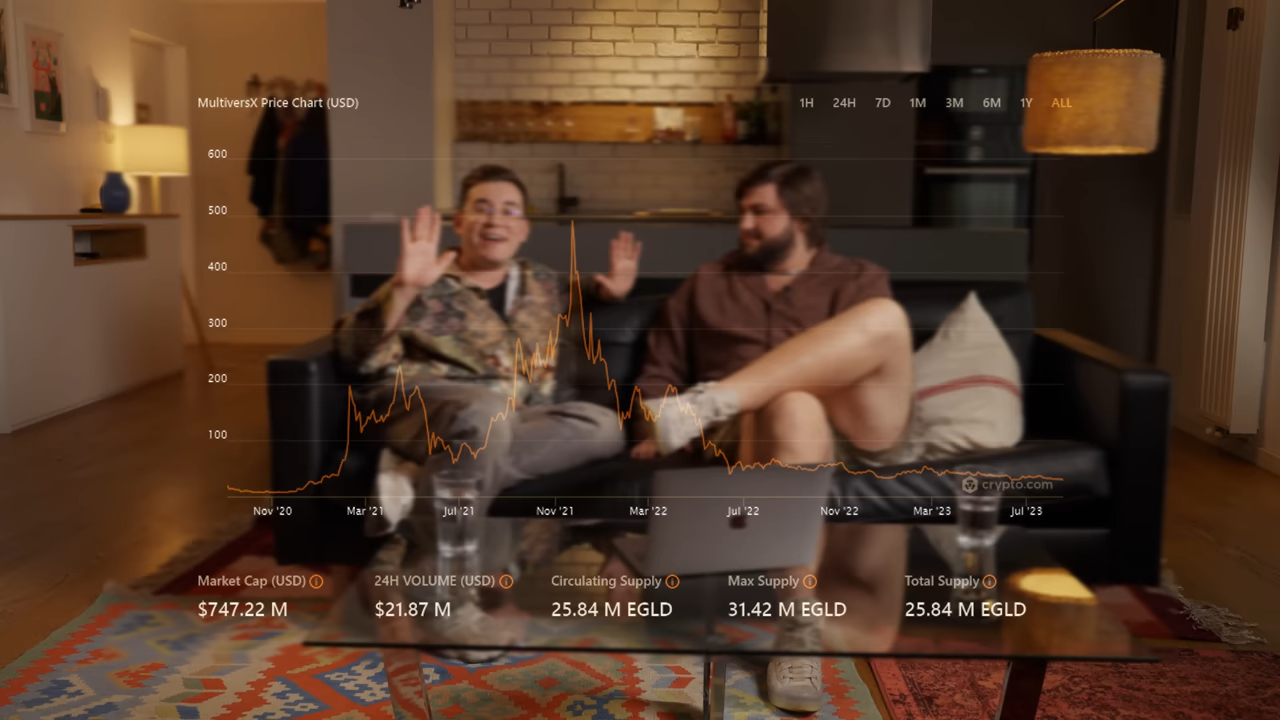 MultiversX Price Chart (USD)
1H 24H 7D 1M 3M 6M 1Y ALL
600
500
400
300
200
100
crypto.com
Nov '20 Mar '21 Jul '21 Nov '21 Mar '22 Jul '22 Nov '22 Mar '23 Jul '23
Market Cap (USD) 24H VOLUME (USD) Circulating Supply Max Supply Total Supply
$747.22 M $21.87 M 25.84 M EGLD 31.42 M EGLD 25.84 M EGLD